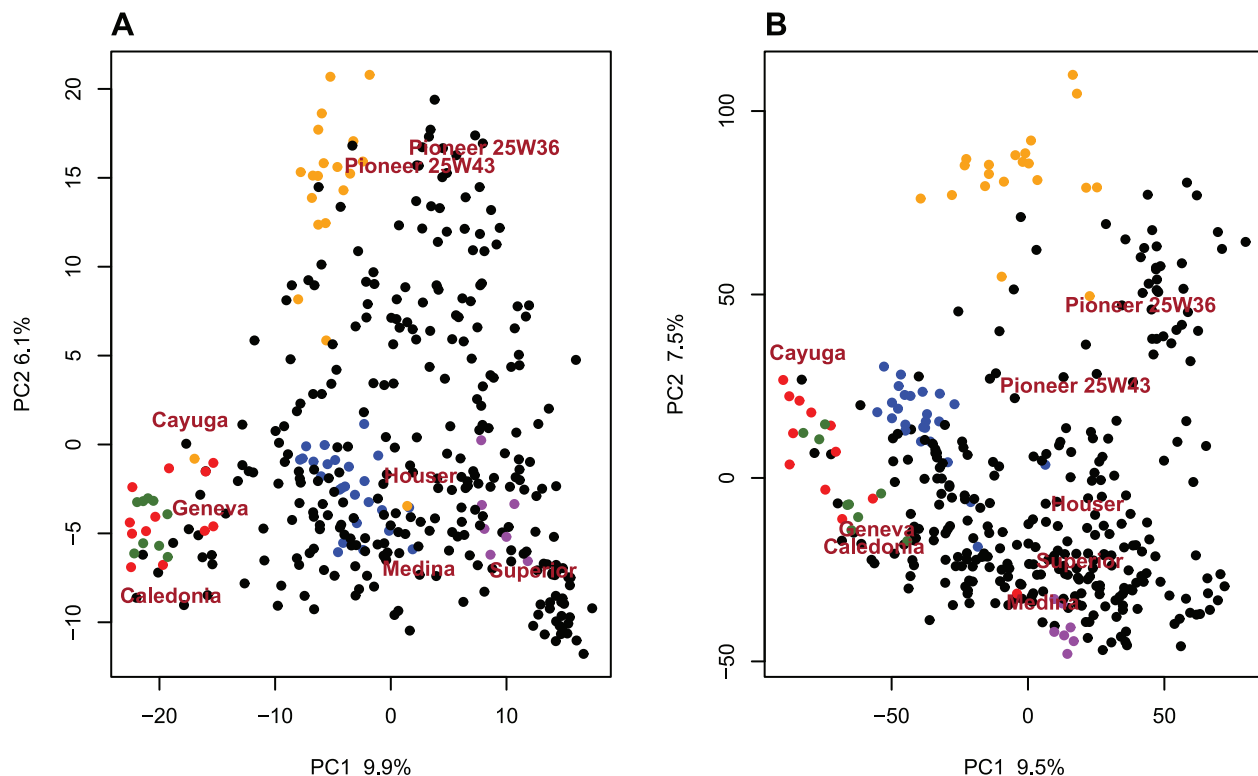 A
PC2 6.1%
20
15
10
5
0
−5
−10
Pioneer 25W36
Pioneer 25W43
Cayuga
Houser
Geneva
Medina
Superior
Caledonia
−20
−10
0
10
PC1 9.9%
B
PC2 7.5%
100
50
0
−50
Pioneer 25W36
Cayuga
Pioneer 25W43
Houser
Geneva
Caledonia
Superior
Medina
−50
0
50
PC1 9.5%